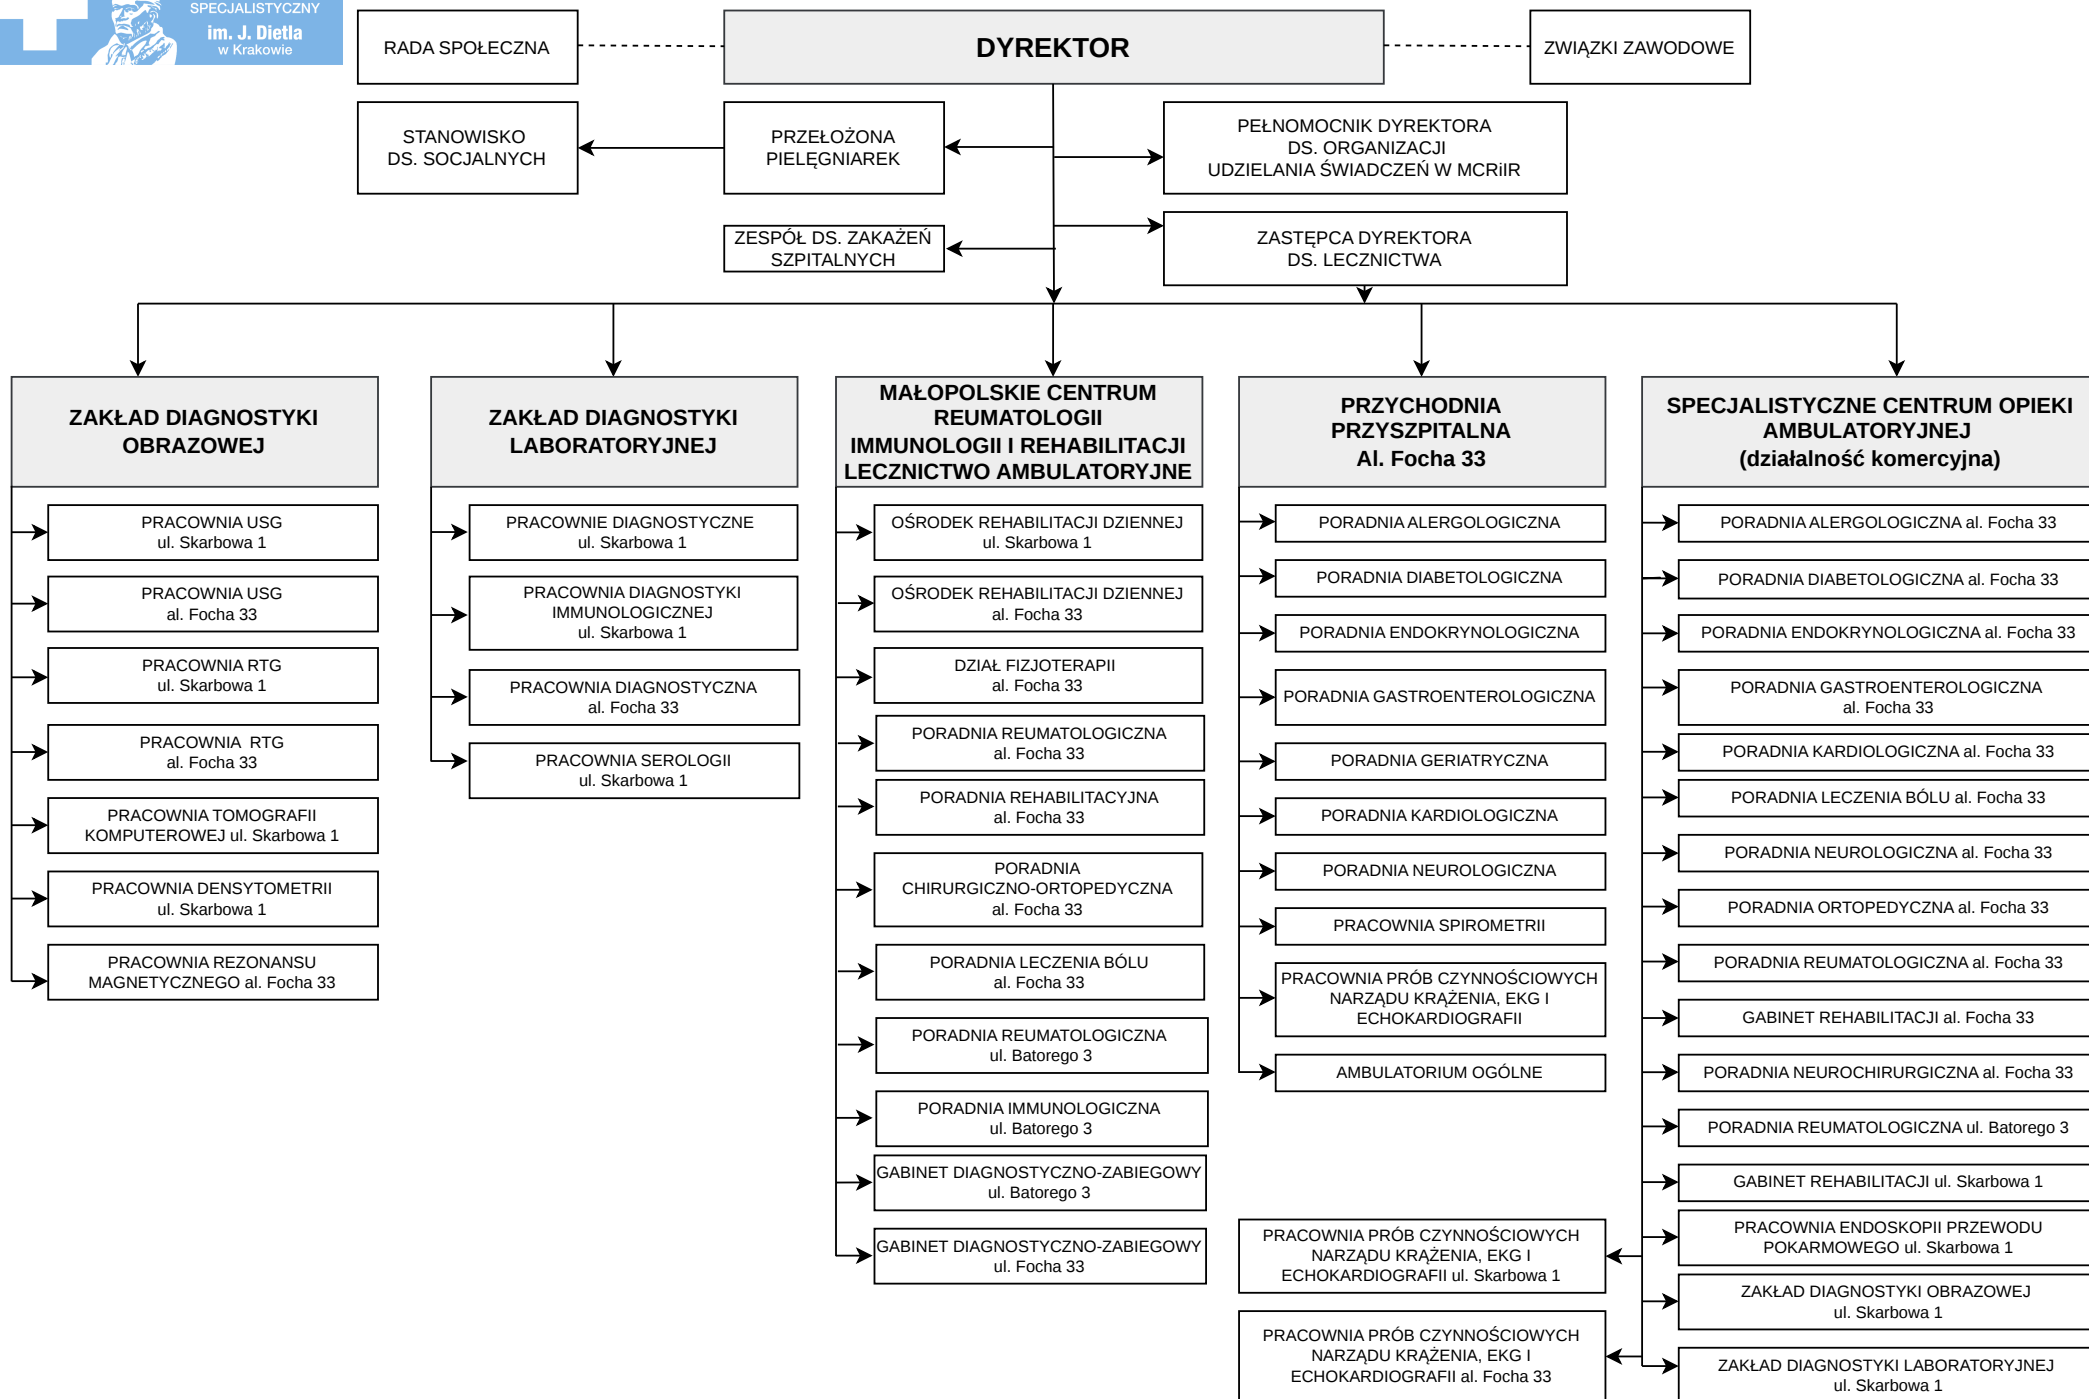 SPECJALISTYCZNY
im. J. Dietla
w Krakowie
RADA SPOŁECZNA
DYREKTOR
ZWIĄZKI ZAWODOWE
STANOWISKO
DS. SOCJALNYCH
PRZEŁOŻONA
PIELĘGNIAREK
PEŁNOMOCNIK DYREKTORA
DS. ORGANIZACJI
UDZIELANIA ŚWIADCZEŃ W MCRiIR
ZESPÓŁ DS. ZAKAŻEŃ
SZPITALNYCH
ZASTĘPCA DYREKTORA
DS. LECZNICTWA
ZAKŁAD DIAGNOSTYKI
OBRAZOWEJ
PRACOWNIA USG
ul. Skarbowa 1
PRACOWNIA USG
al. Focha 33
PRACOWNIA RTG
ul. Skarbowa 1
PRACOWNIA  RTG
al. Focha 33
PRACOWNIA TOMOGRAFII
KOMPUTEROWEJ ul. Skarbowa 1
PRACOWNIA DENSYTOMETRII
ul. Skarbowa 1
PRACOWNIA REZONANSU
MAGNETYCZNEGO al. Focha 33
ZAKŁAD DIAGNOSTYKI
LABORATORYJNEJ
PRACOWNIE DIAGNOSTYCZNE
ul. Skarbowa 1
PRACOWNIA DIAGNOSTYKI
IMMUNOLOGICZNEJ
ul. Skarbowa 1
PRACOWNIA DIAGNOSTYCZNA
al. Focha 33
PRACOWNIA SEROLOGII
ul. Skarbowa 1
MAŁOPOLSKIE CENTRUM
REUMATOLOGII
IMMUNOLOGII I REHABILITACJI
LECZNICTWO AMBULATORYJNE
OŚRODEK REHABILITACJI DZIENNEJ
ul. Skarbowa 1
OŚRODEK REHABILITACJI DZIENNEJ
al. Focha 33
DZIAŁ FIZJOTERAPII
al. Focha 33
PORADNIA REUMATOLOGICZNA
al. Focha 33
PORADNIA REHABILITACYJNA
al. Focha 33
PORADNIA
CHIRURGICZNO-ORTOPEDYCZNA
al. Focha 33
PORADNIA LECZENIA BÓLU
al. Focha 33
PORADNIA REUMATOLOGICZNA
ul. Batorego 3
PORADNIA IMMUNOLOGICZNA
ul. Batorego 3
GABINET DIAGNOSTYCZNO-ZABIEGOWY
ul. Batorego 3
GABINET DIAGNOSTYCZNO-ZABIEGOWY
ul. Focha 33
PRZYCHODNIA
PRZYSZPITALNA
Al. Focha 33
PORADNIA ALERGOLOGICZNA
PORADNIA DIABETOLOGICZNA
PORADNIA ENDOKRYNOLOGICZNA
PORADNIA GASTROENTEROLOGICZNA
PORADNIA GERIATRYCZNA
PORADNIA KARDIOLOGICZNA
PORADNIA NEUROLOGICZNA
PRACOWNIA SPIROMETRII
PRACOWNIA PRÓB CZYNNOŚCIOWYCH
NARZĄDU KRĄŻENIA, EKG I
ECHOKARDIOGRAFII
AMBULATORIUM OGÓLNE
SPECJALISTYCZNE CENTRUM OPIEKI
AMBULATORYJNEJ
(działalność komercyjna)
PORADNIA ALERGOLOGICZNA al. Focha 33
PORADNIA DIABETOLOGICZNA al. Focha 33
PORADNIA ENDOKRYNOLOGICZNA al. Focha 33
PORADNIA GASTROENTEROLOGICZNA
al. Focha 33
PORADNIA KARDIOLOGICZNA al. Focha 33
PORADNIA LECZENIA BÓLU al. Focha 33
PORADNIA NEUROLOGICZNA al. Focha 33
PORADNIA ORTOPEDYCZNA al. Focha 33
PORADNIA REUMATOLOGICZNA al. Focha 33
GABINET REHABILITACJI al. Focha 33
PORADNIA NEUROCHIRURGICZNA al. Focha 33
PORADNIA REUMATOLOGICZNA ul. Batorego 3
GABINET REHABILITACJI ul. Skarbowa 1
PRACOWNIA ENDOSKOPII PRZEWODU
POKARMOWEGO ul. Skarbowa 1
PRACOWNIA PRÓB CZYNNOŚCIOWYCH
NARZĄDU KRĄŻENIA, EKG I
ECHOKARDIOGRAFII ul. Skarbowa 1
ZAKŁAD DIAGNOSTYKI OBRAZOWEJ
ul. Skarbowa 1
PRACOWNIA PRÓB CZYNNOŚCIOWYCH
NARZĄDU KRĄŻENIA, EKG I
ECHOKARDIOGRAFII al. Focha 33
ZAKŁAD DIAGNOSTYKI LABORATORYJNEJ
ul. Skarbowa 1